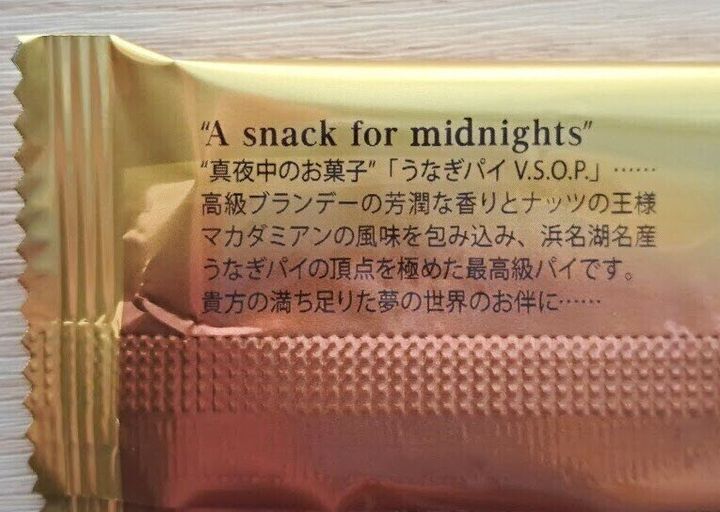 "A snack for midnights"
"真夜中のお菓子"「うなぎパイ V.S.O.P.」……
高級ブランデーの芳潤な香りとナッツの王様
マカダミアンの風味を包み込み、浜名湖名産
うなぎパイの頂点を極めた最高級パイです。
貴方の満ち足りた夢の世界のお伴に……